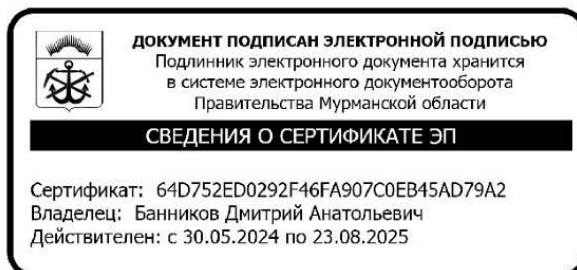 ДОКУМЕНТ ПОДПИСАН ЭЛЕКТРОННОЙ ПОДПИСЬЮ
Подлинник электронного документа хранится
в системе электронного документооборота
Правительства Мурманской области
СВЕДЕНИЯ О СЕРТИФИКАТЕ ЭП
Сертификат: 64D752ED0292F46FA907C0EB45AD79A2
Владелец: Банников Дмитрий Анатольевич
Действителен: с 30.05.2024 по 23.08.2025